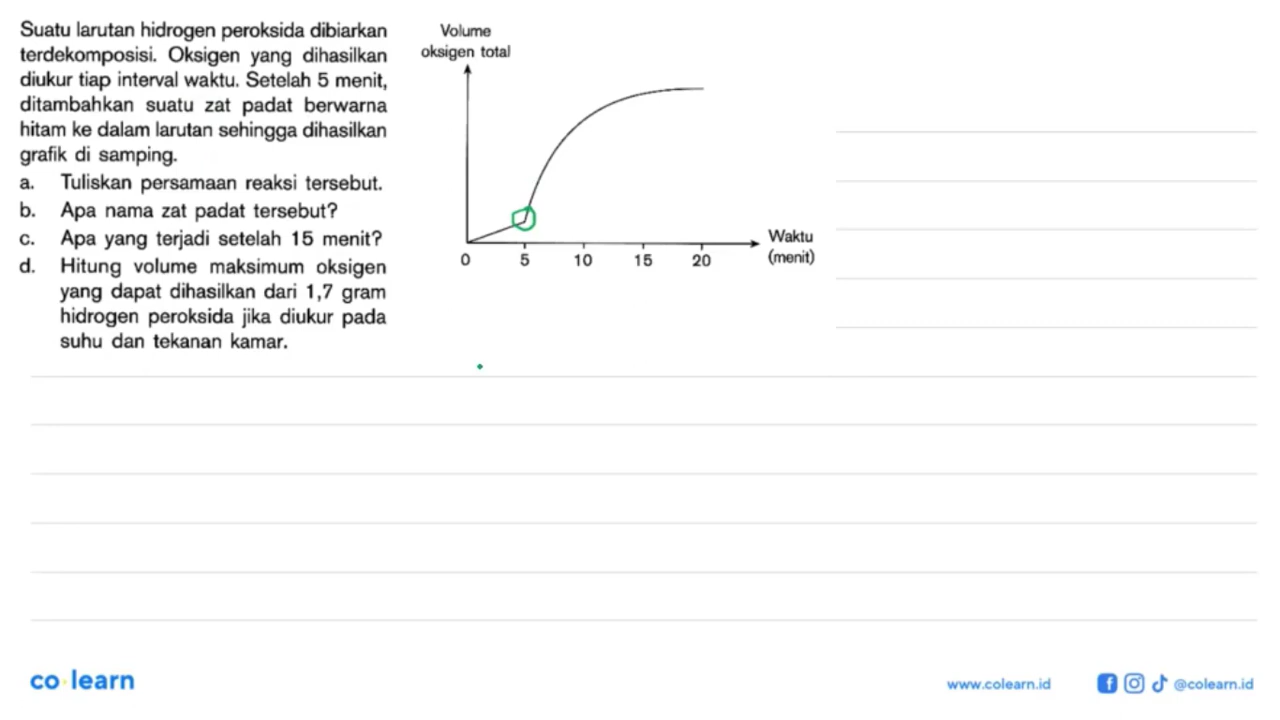 Suatu larutan hidrogen peroksida dibiarkan
terdekomposisi. Oksigen yang dihasilkan
diukur tiap interval waktu. Setelah 5 menit,
ditambahkan suatu zat padat berwarna
hitam ke dalam larutan sehingga dihasilkan
grafik di samping.
a. Tuliskan persamaan reaksi tersebut.
b. Apa nama zat padat tersebut?
c. Apa yang terjadi setelah 15 menit?
d. Hitung volume maksimum oksigen
yang dapat dihasilkan dari 1,7 gram
hidrogen peroksida jika diukur pada
suhu dan tekanan kamar.
Volume
oksigen total
0 5 10 15 20
Waktu
(menit)
co·learn
www.colearn.id
@colearn.id